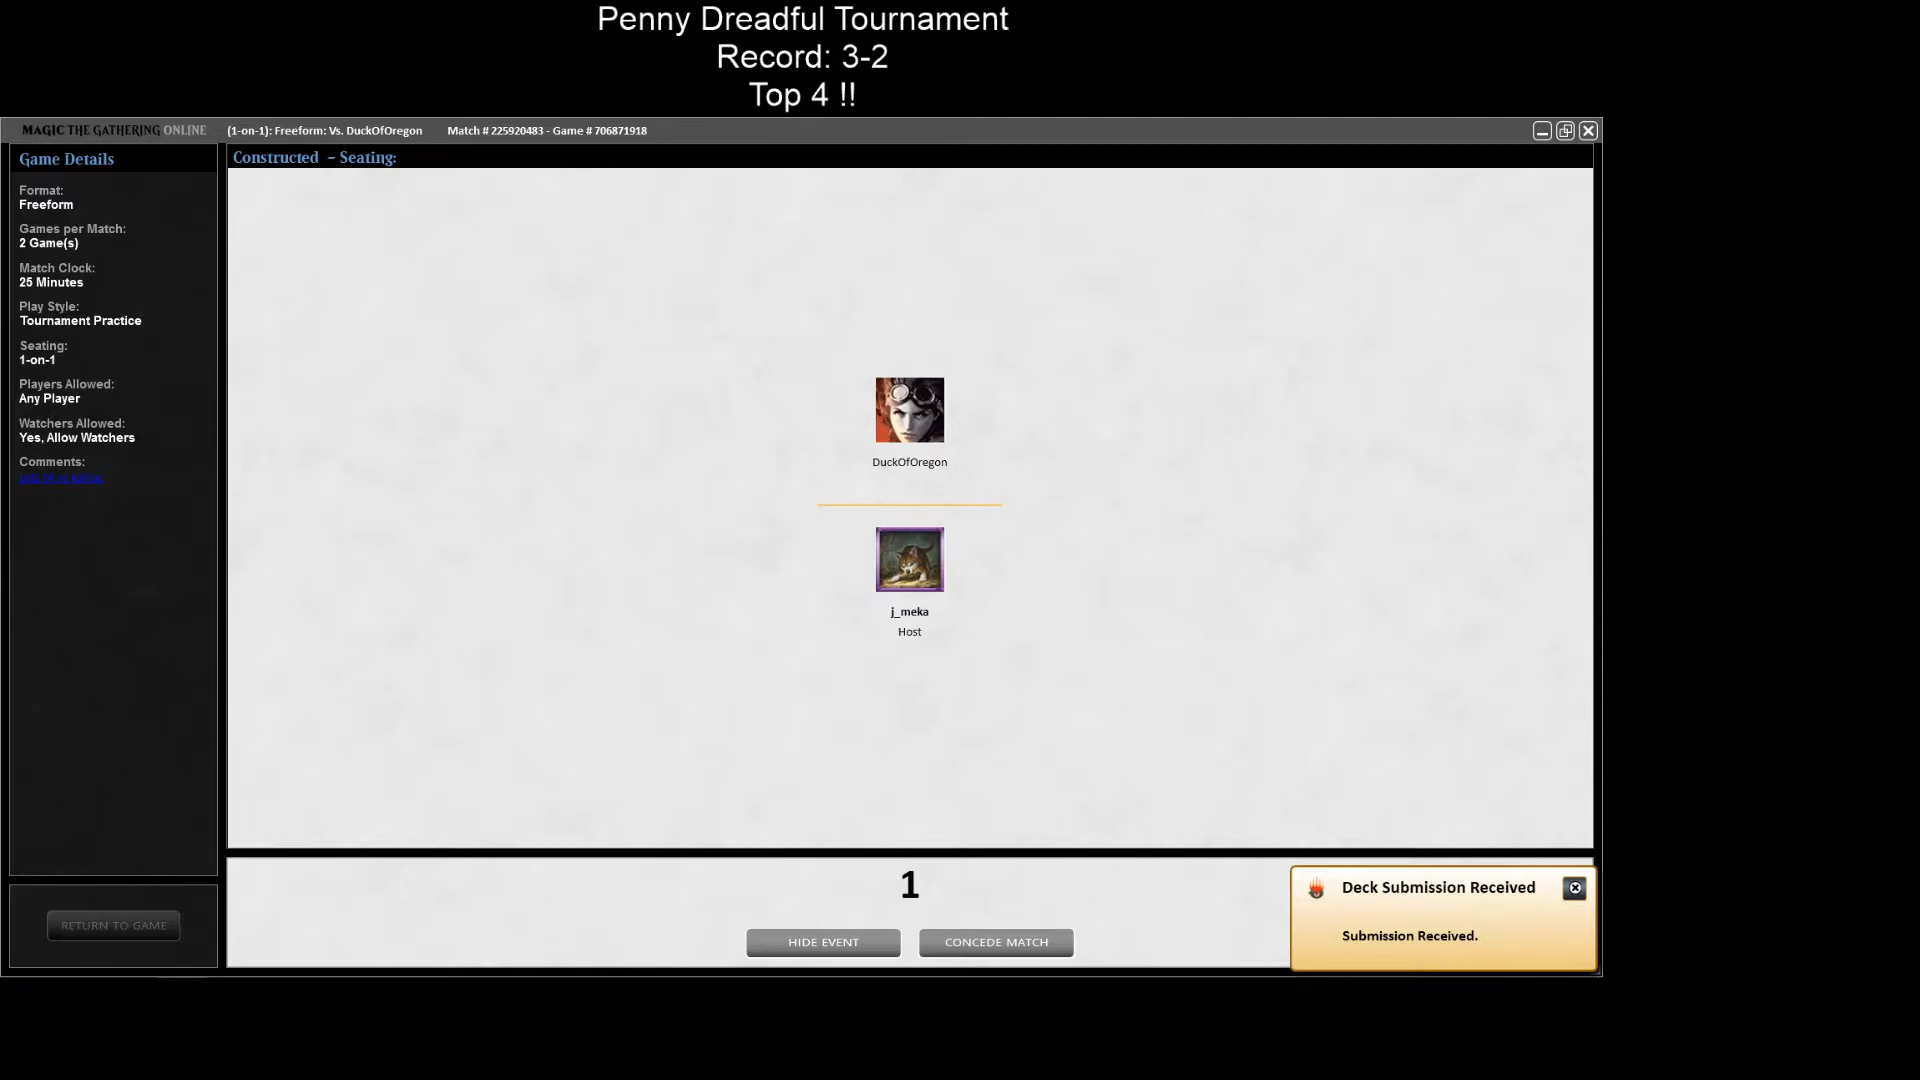 Penny Dreadful Tournament
Record: 3-2
Top 4 !!
MAGIC THE GATHERING ONLINE
(1-on-1): Freeform: Vs. DuckOfOregon
Match # 225920483 - Game # 706871918
Game Details
Constructed – Seating:
Format:
Freeform
Games per Match:
2 Game(s)
Match Clock:
25 Minutes
Play Style:
Tournament Practice
Seating:
1-on-1
Players Allowed:
Any Player
Watchers Allowed:
Yes, Allow Watchers
Comments:
DuckOfOregon
j_meka
Host
1
HIDE EVENT
CONCEDE MATCH
RETURN TO GAME
Deck Submission Received
Submission Received.